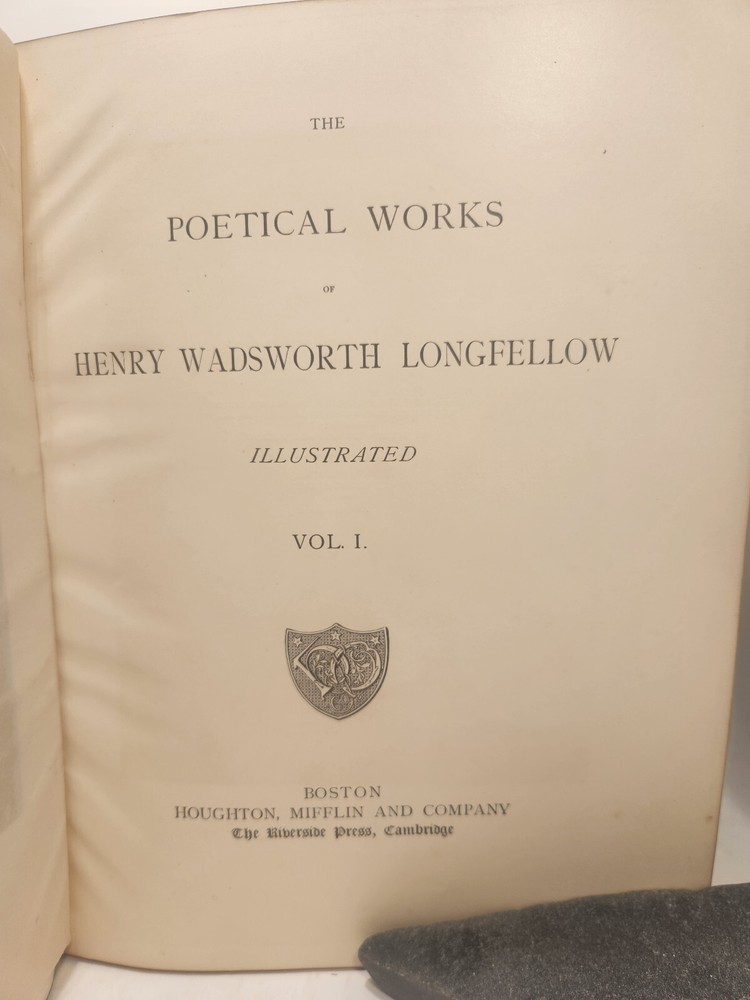 THE
POETICAL WORKS
OF
HENRY WADSWORTH LONGFELLOW
ILLUSTRATED
VOL. I.
BOSTON
HOUGHTON, MIFFLIN AND COMPANY
The Riverside Press, Cambridge